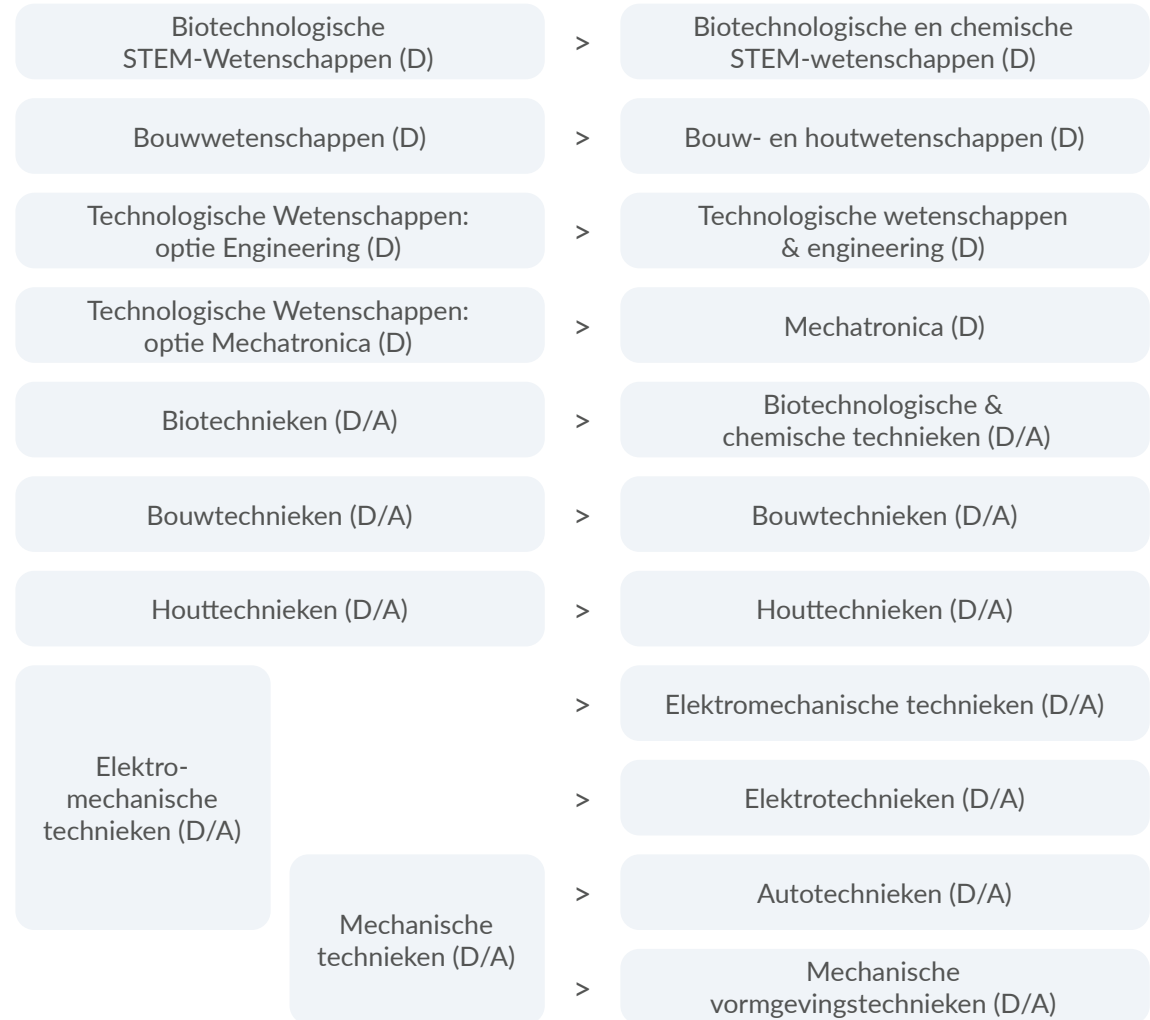 Biotechnologische
STEM-Wetenschappen (D)
>
Biotechnologische en chemische
STEM-wetenschappen (D)
Bouwwetenschappen (D)
>
Bouw- en houtwetenschappen (D)
Technologische Wetenschappen:
optie Engineering (D)
>
Technologische wetenschappen
& engineering (D)
Technologische Wetenschappen:
optie Mechatronica (D)
>
Mechatronica (D)
Biotechnieken (D/A)
>
Biotechnologische &
chemische technieken (D/A)
Bouwtechnieken (D/A)
>
Bouwtechnieken (D/A)
Houttechnieken (D/A)
>
Houttechnieken (D/A)
Elektro-
mechanische
technieken (D/A)
>
Elektromechanische technieken (D/A)
>
Elektrotechnieken (D/A)
Mechanische
technieken (D/A)
>
Autotechnieken (D/A)
>
Mechanische
vormgevingstechnieken (D/A)